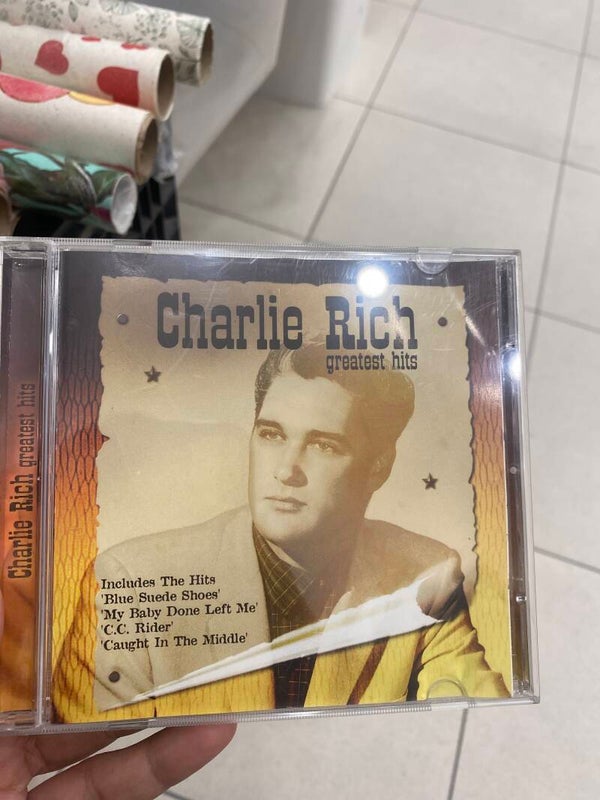 Charlie Rich
greatest hits
Includes The Hits
'Blue Suede Shoes'
'My Baby Done Left Me'
'C.C. Rider'
'Caught In The Middle'
Charlie Rich greatest hits